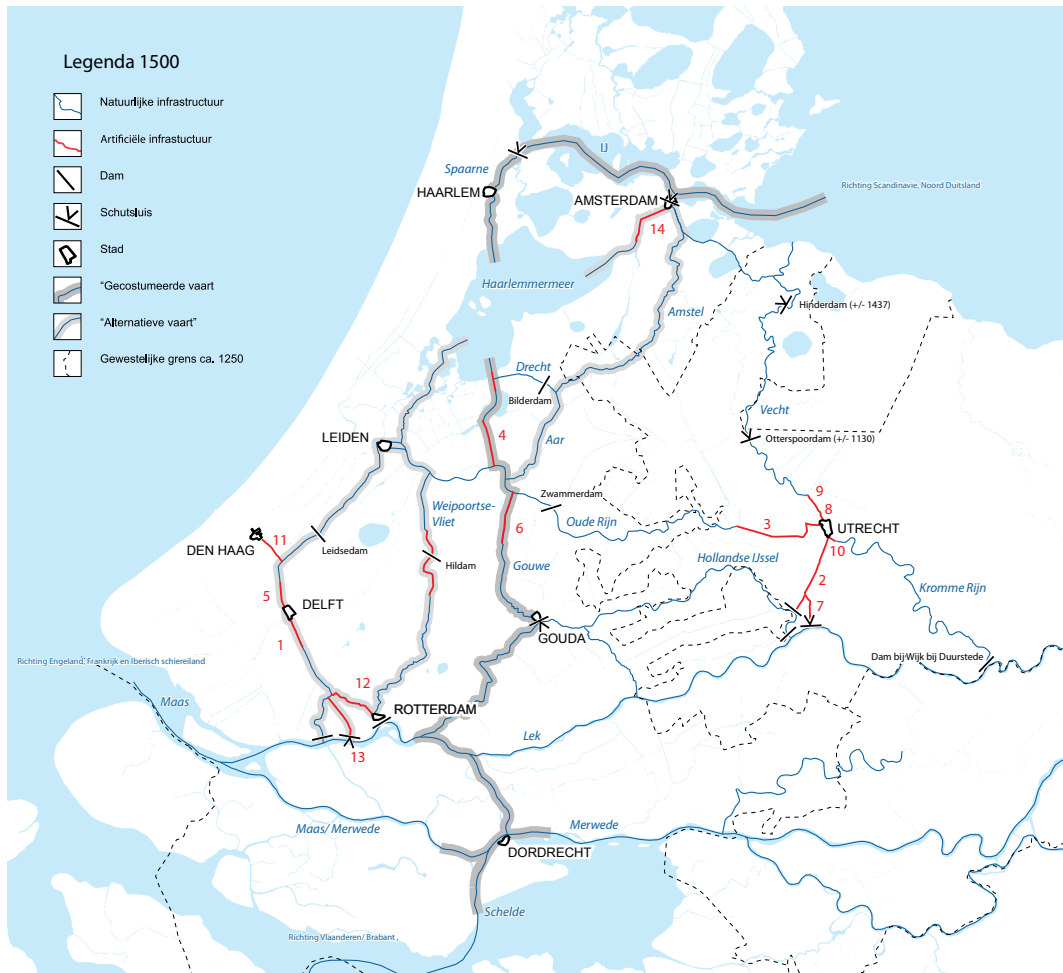 Legenda 1500
Natuurlijke infrastructuur
Artificiële infrastuctuur
Dam
Schutsluis
Stad
"Gecostumeerde vaart
"Alternatieve vaart"
Gewestelijke grens ca. 1250
IJ
Spaarne
HAARLEM
AMSTERDAM
Richting Scandinavie, Noord Duitsland
14
Haarlemmermeer
Amstel
Hinderdam (+/- 1437)
Drecht
Bilderdam
Vecht
LEIDEN
4
Aar
Otterspoordam (+/- 1130)
Weipoortse-
Vliet
Zwammerdam
9
8
6
Oude Rijn
3
UTRECHT
DEN HAAG
11
Leidsedam
10
Hildam
Gouwe
Hollandse IJssel
2
Kromme Rijn
5
DELFT
7
1
GOUDA
Dam bij Wijk bij Duurstede
Richting Engeland, Frankrijk en Iberisch schiereiland
Maas
12
ROTTERDAM
13
Lek
Maas/ Merwede
Merwede
DORDRECHT
Schelde
Richting Vlaanderen/ Brabant ,